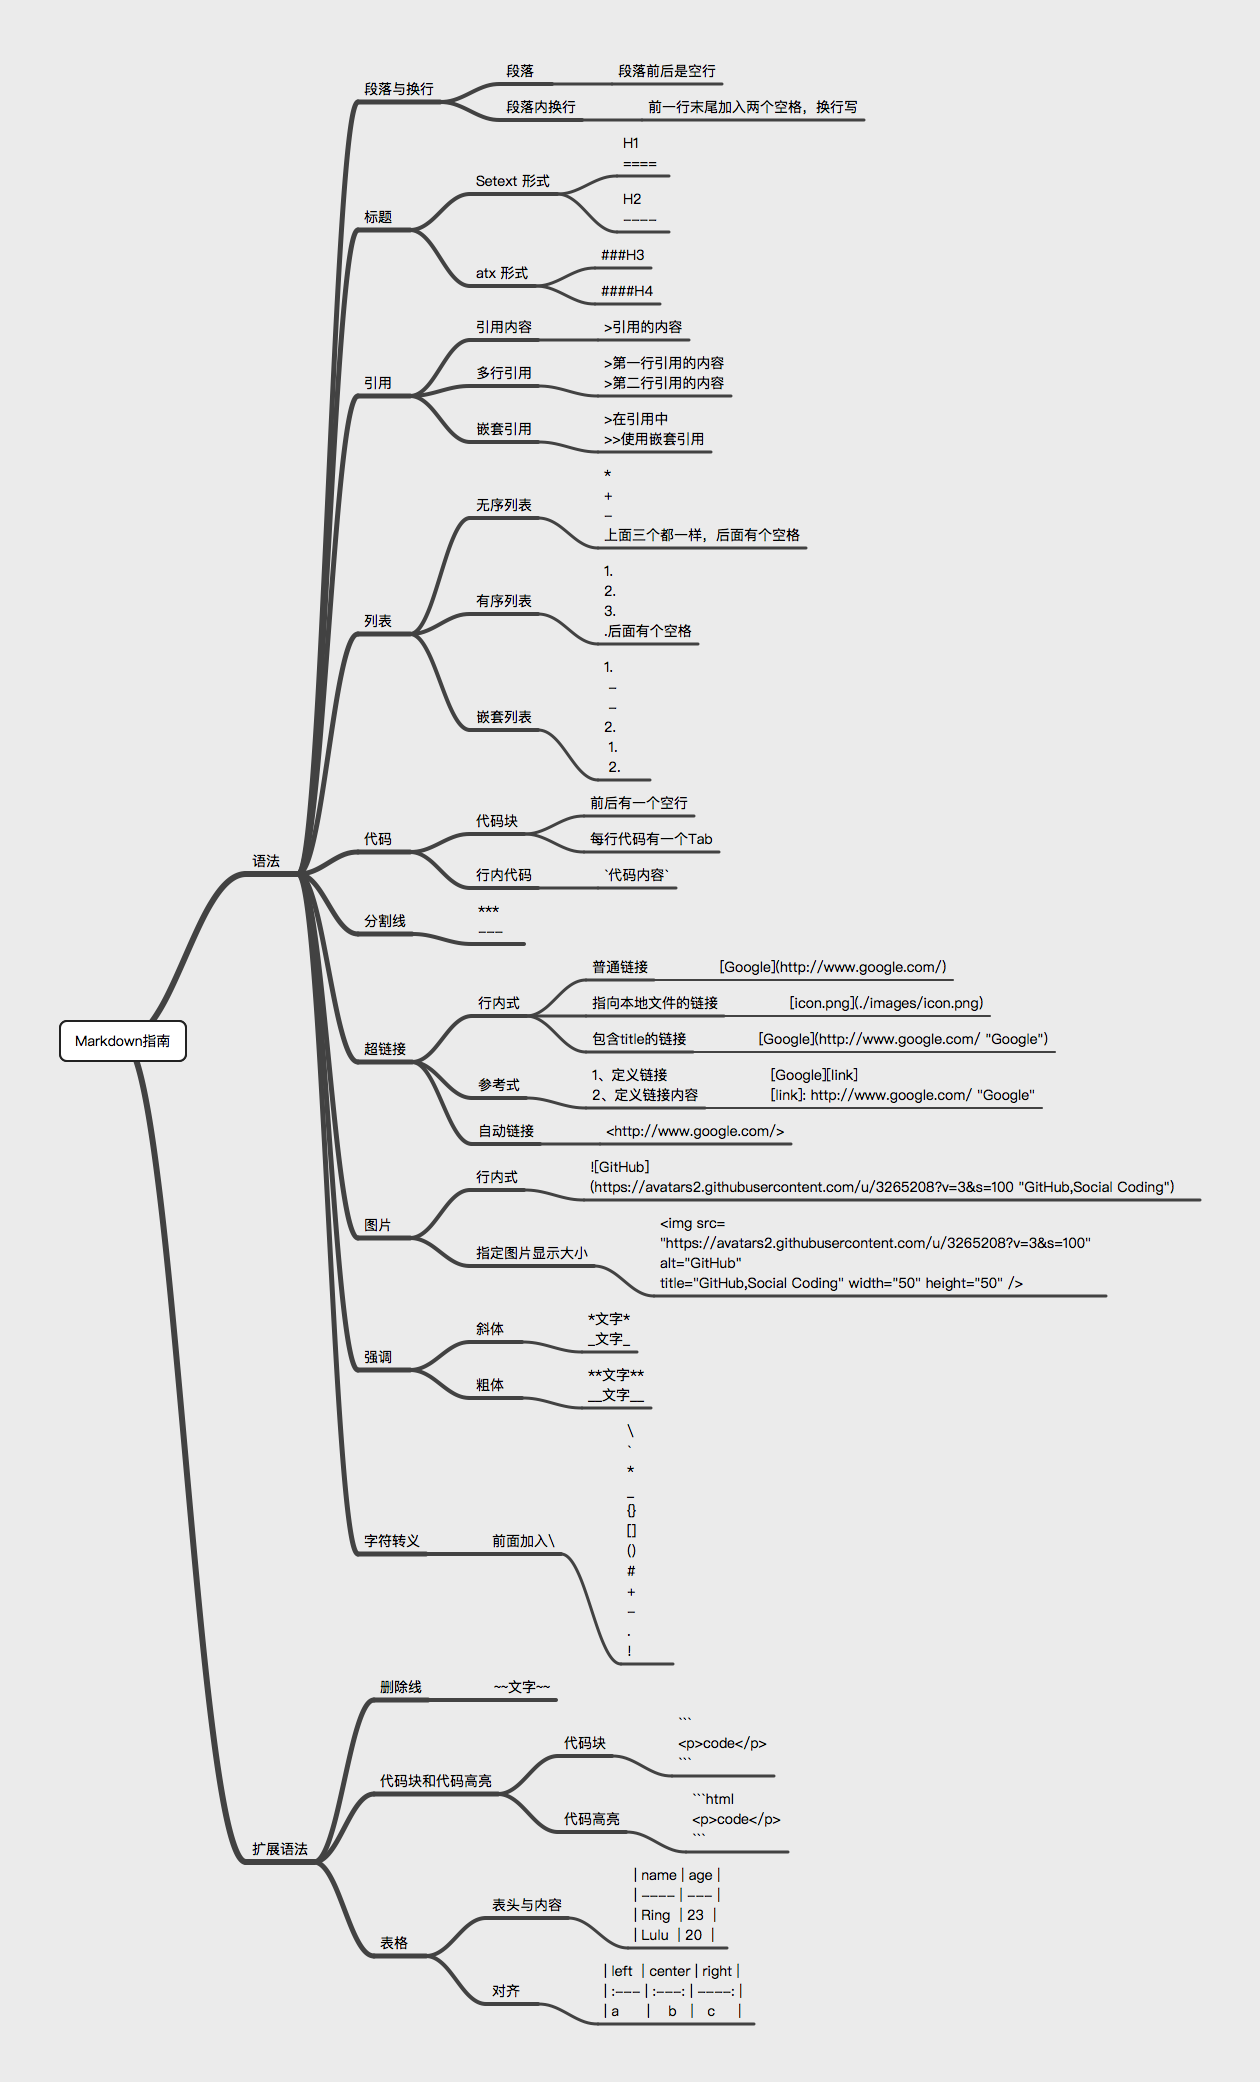 段落
段落前后是空行
段落与换行
段落内换行
前一行末尾加入两个空格，换行写
H1
====
Setext 形式
H2
----
标题
atx 形式
###H3
####H4
引用内容
>引用的内容
多行引用
>第一行引用的内容
>第二行引用的内容
引用
嵌套引用
>在引用中
>>使用嵌套引用
*
+
-
无序列表
上面三个都一样，后面有个空格
1.
2.
3.
有序列表
.后面有个空格
列表
1.
-
-
嵌套列表
2.
1.
2.
代码块
前后有一个空行
每行代码有一个Tab
代码
行内代码
`代码内容`
语法
分割线
***
---
普通链接
[Google](http://www.google.com/)
行内式
指向本地文件的链接
[icon.png](./images/icon.png)
包含title的链接
[Google](http://www.google.com/ "Google")
Markdown指南
超链接
参考式
1、定义链接
[Google][link]
2、定义链接内容
[link]: http://www.google.com/ "Google"
自动链接
<http://www.google.com/>
行内式
![GitHub]
(https://avatars2.githubusercontent.com/u/3265208?v=3&s=100 "GitHub,Social Coding")
图片
指定图片显示大小
<img src=
"https://avatars2.githubusercontent.com/u/3265208?v=3&s=100"
alt="GitHub"
title="GitHub,Social Coding" width="50" height="50" />
斜体
*文字*
_文字_
强调
粗体
**文字**
__文字__
字符转义
前面加入\
\
`
*
_
{}
[]
()
#
+
-
.
!
删除线
~~文字~~
代码块
```
<p>code</p>
```
代码块和代码高亮
代码高亮
```html
<p>code</p>
```
扩展语法
表头与内容
| name | age |
| ---- | --- |
| Ring | 23 |
| Lulu | 20 |
表格
对齐
| left | center | right |
| :--- | :---: | ----: |
| a | b | c |